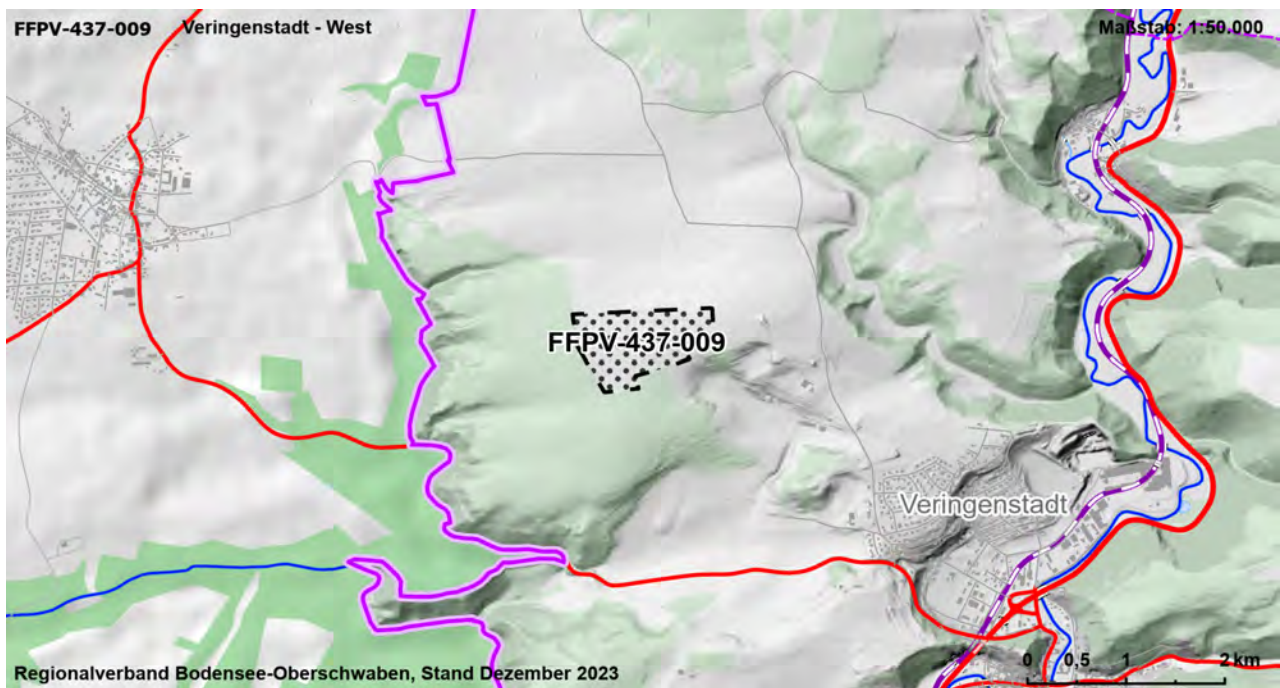 FFPV-437-009 Veringenstadt - West Maßstab: 1:50.000
FFPV-437-009
Veringenstadt
0 0,5 1 2 km
Regionalverband Bodensee-Oberschwaben, Stand Dezember 2023